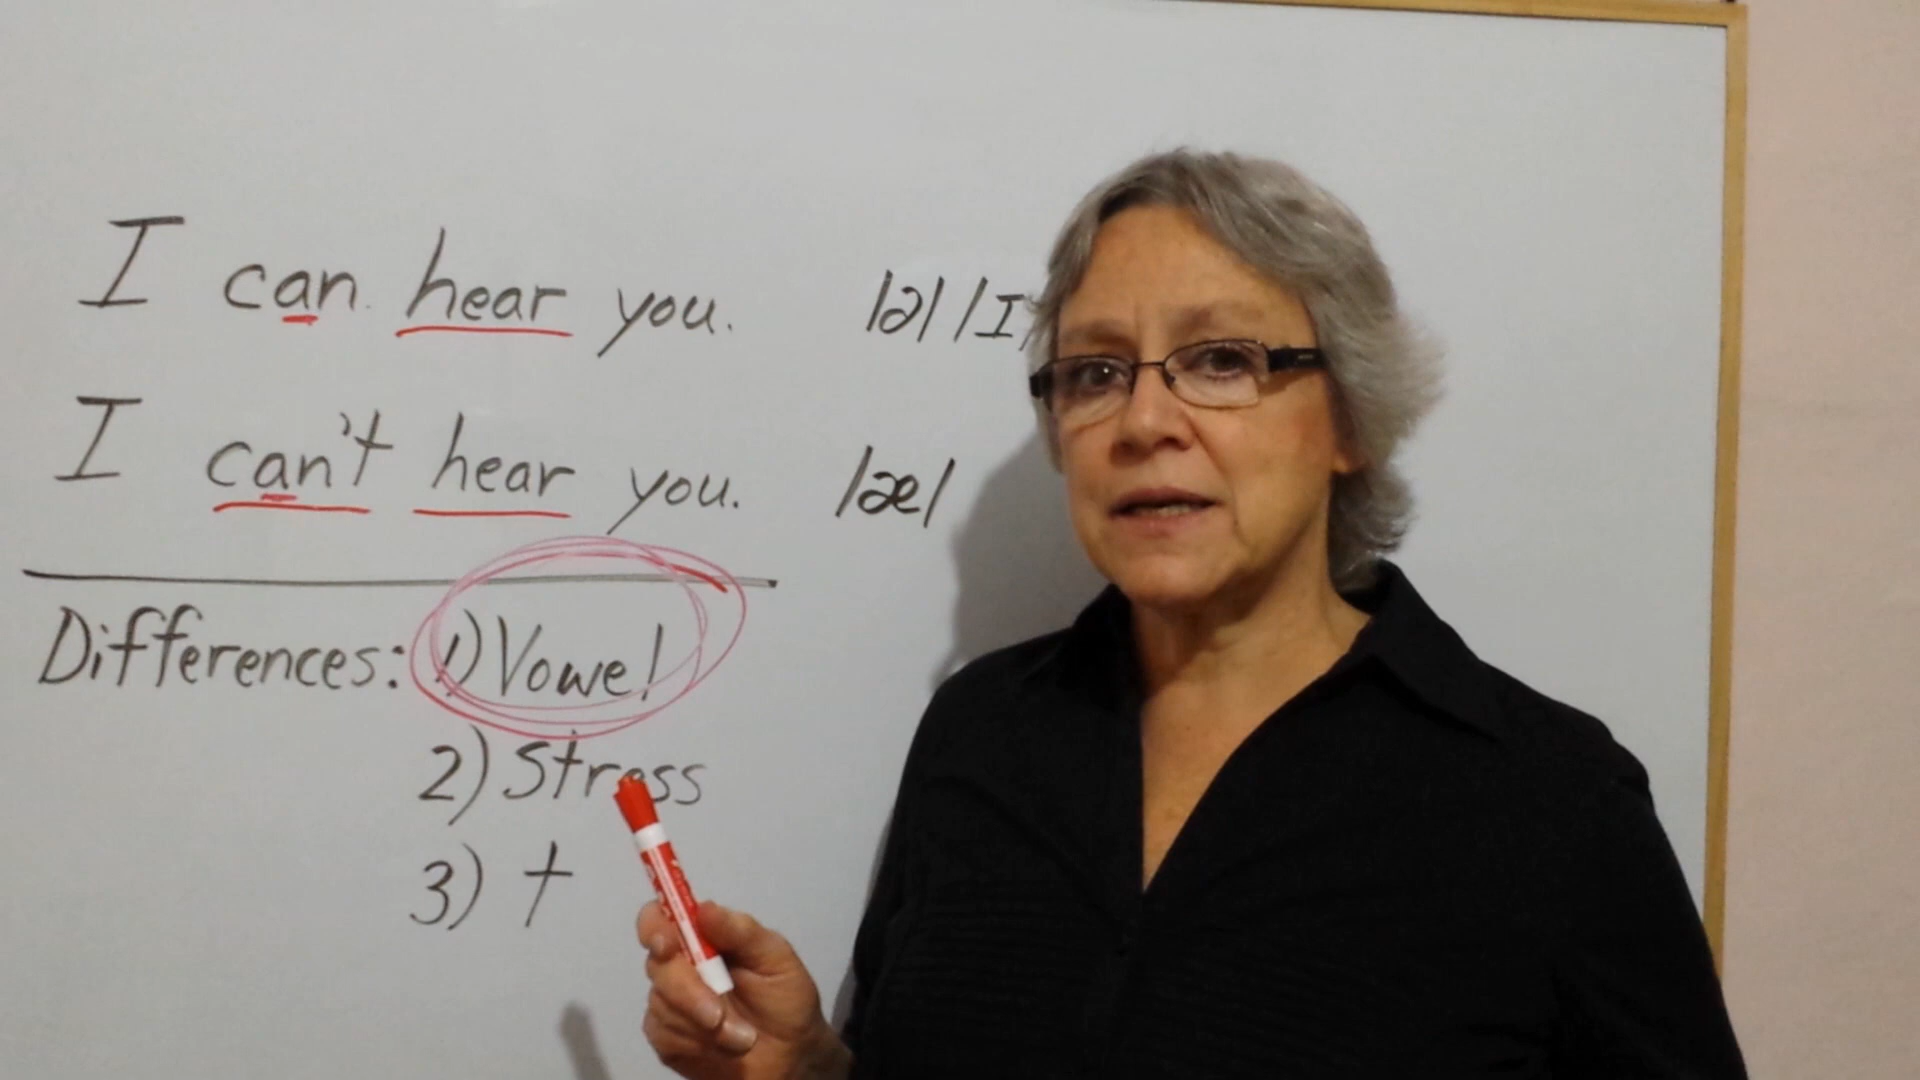 I can hear you. /ə/ /I/
I can't hear you. /æ/
Differences: 1) Vowel
2) Stress
3) t